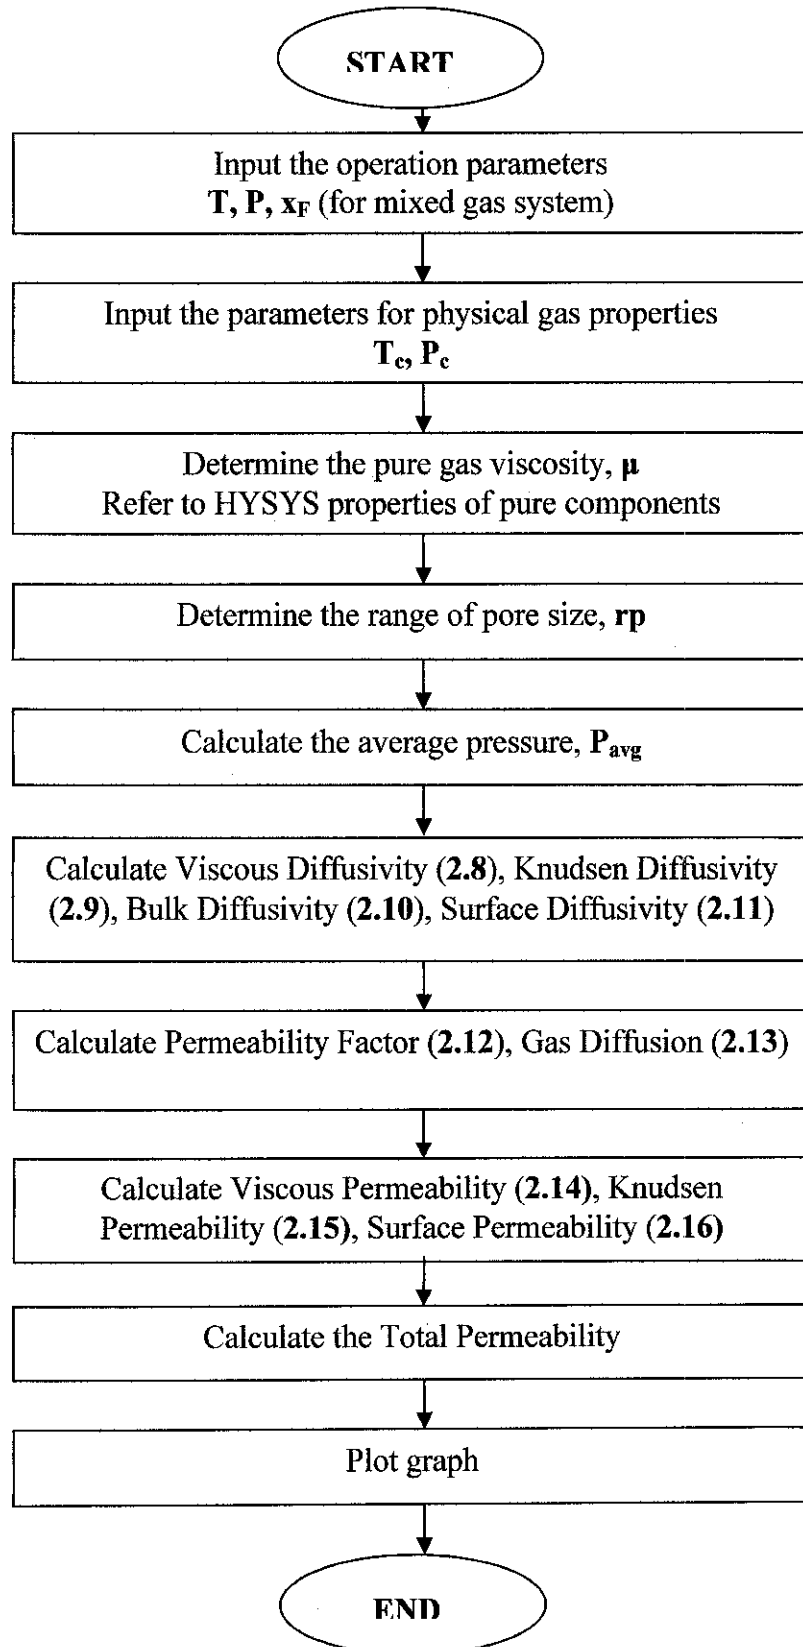 START
Input the operation parameters
T, P, xF (for mixed gas system)
Input the parameters for physical gas properties
Tc, Pc
Determine the pure gas viscosity, μ
Refer to HYSYS properties of pure components
Determine the range of pore size, rp
Calculate the average pressure, Pavg
Calculate Viscous Diffusivity (2.8), Knudsen Diffusivity
(2.9), Bulk Diffusivity (2.10), Surface Diffusivity (2.11)
Calculate Permeability Factor (2.12), Gas Diffusion (2.13)
Calculate Viscous Permeability (2.14), Knudsen
Permeability (2.15), Surface Permeability (2.16)
Calculate the Total Permeability
Plot graph
END